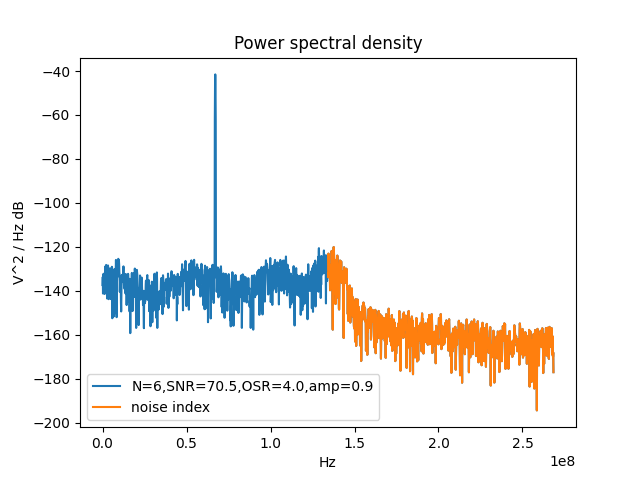 Power spectral density
V^2 / Hz dB
−40
−60
−80
−100
−120
−140
−160
−180
−200
N=6,SNR=70.5,OSR=4.0,amp=0.9
noise index
0.0 0.5 1.0 1.5 2.0 2.5
1e8
Hz